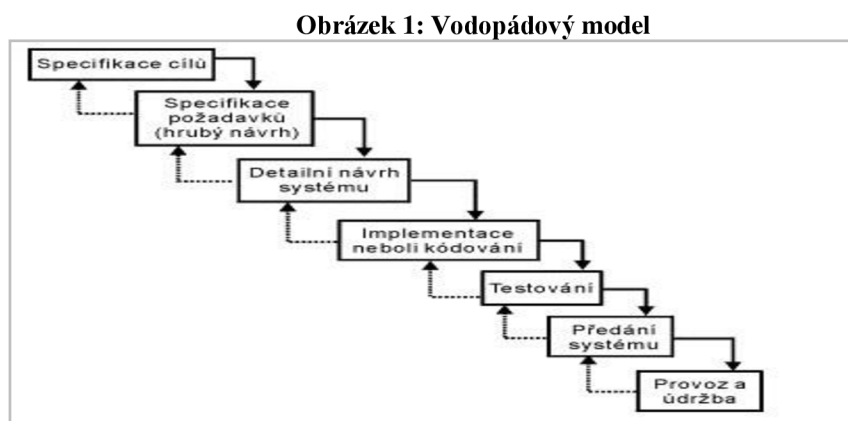 Obrázek 1: Vodopádový model
Specifikace cílů
Specifikace
požadavků
(hrubý návrh)
Detailní návrh
systému
Implementace
neboli kódování
Testování
Předání
systému
Provoz a
údržba